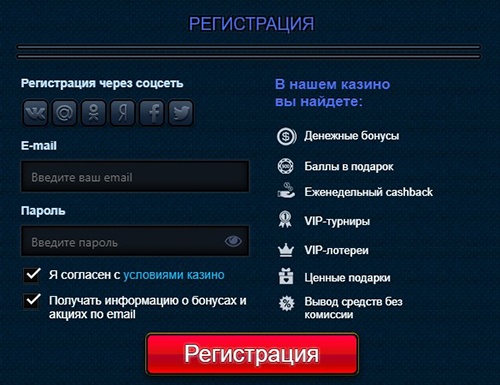 РЕГИСТРАЦИЯ
Регистрация через соцсеть
E-mail
Введите ваш email
Пароль
Введите пароль
Я согласен с условиями казино
Получать информацию о бонусах и
акциях по email
В нашем казино
вы найдете:
Денежные бонусы
Баллы в подарок
Еженедельный cashback
VIP-турниры
VIP-лотереи
Ценные подарки
Вывод средств без
комиссии
Регистрация